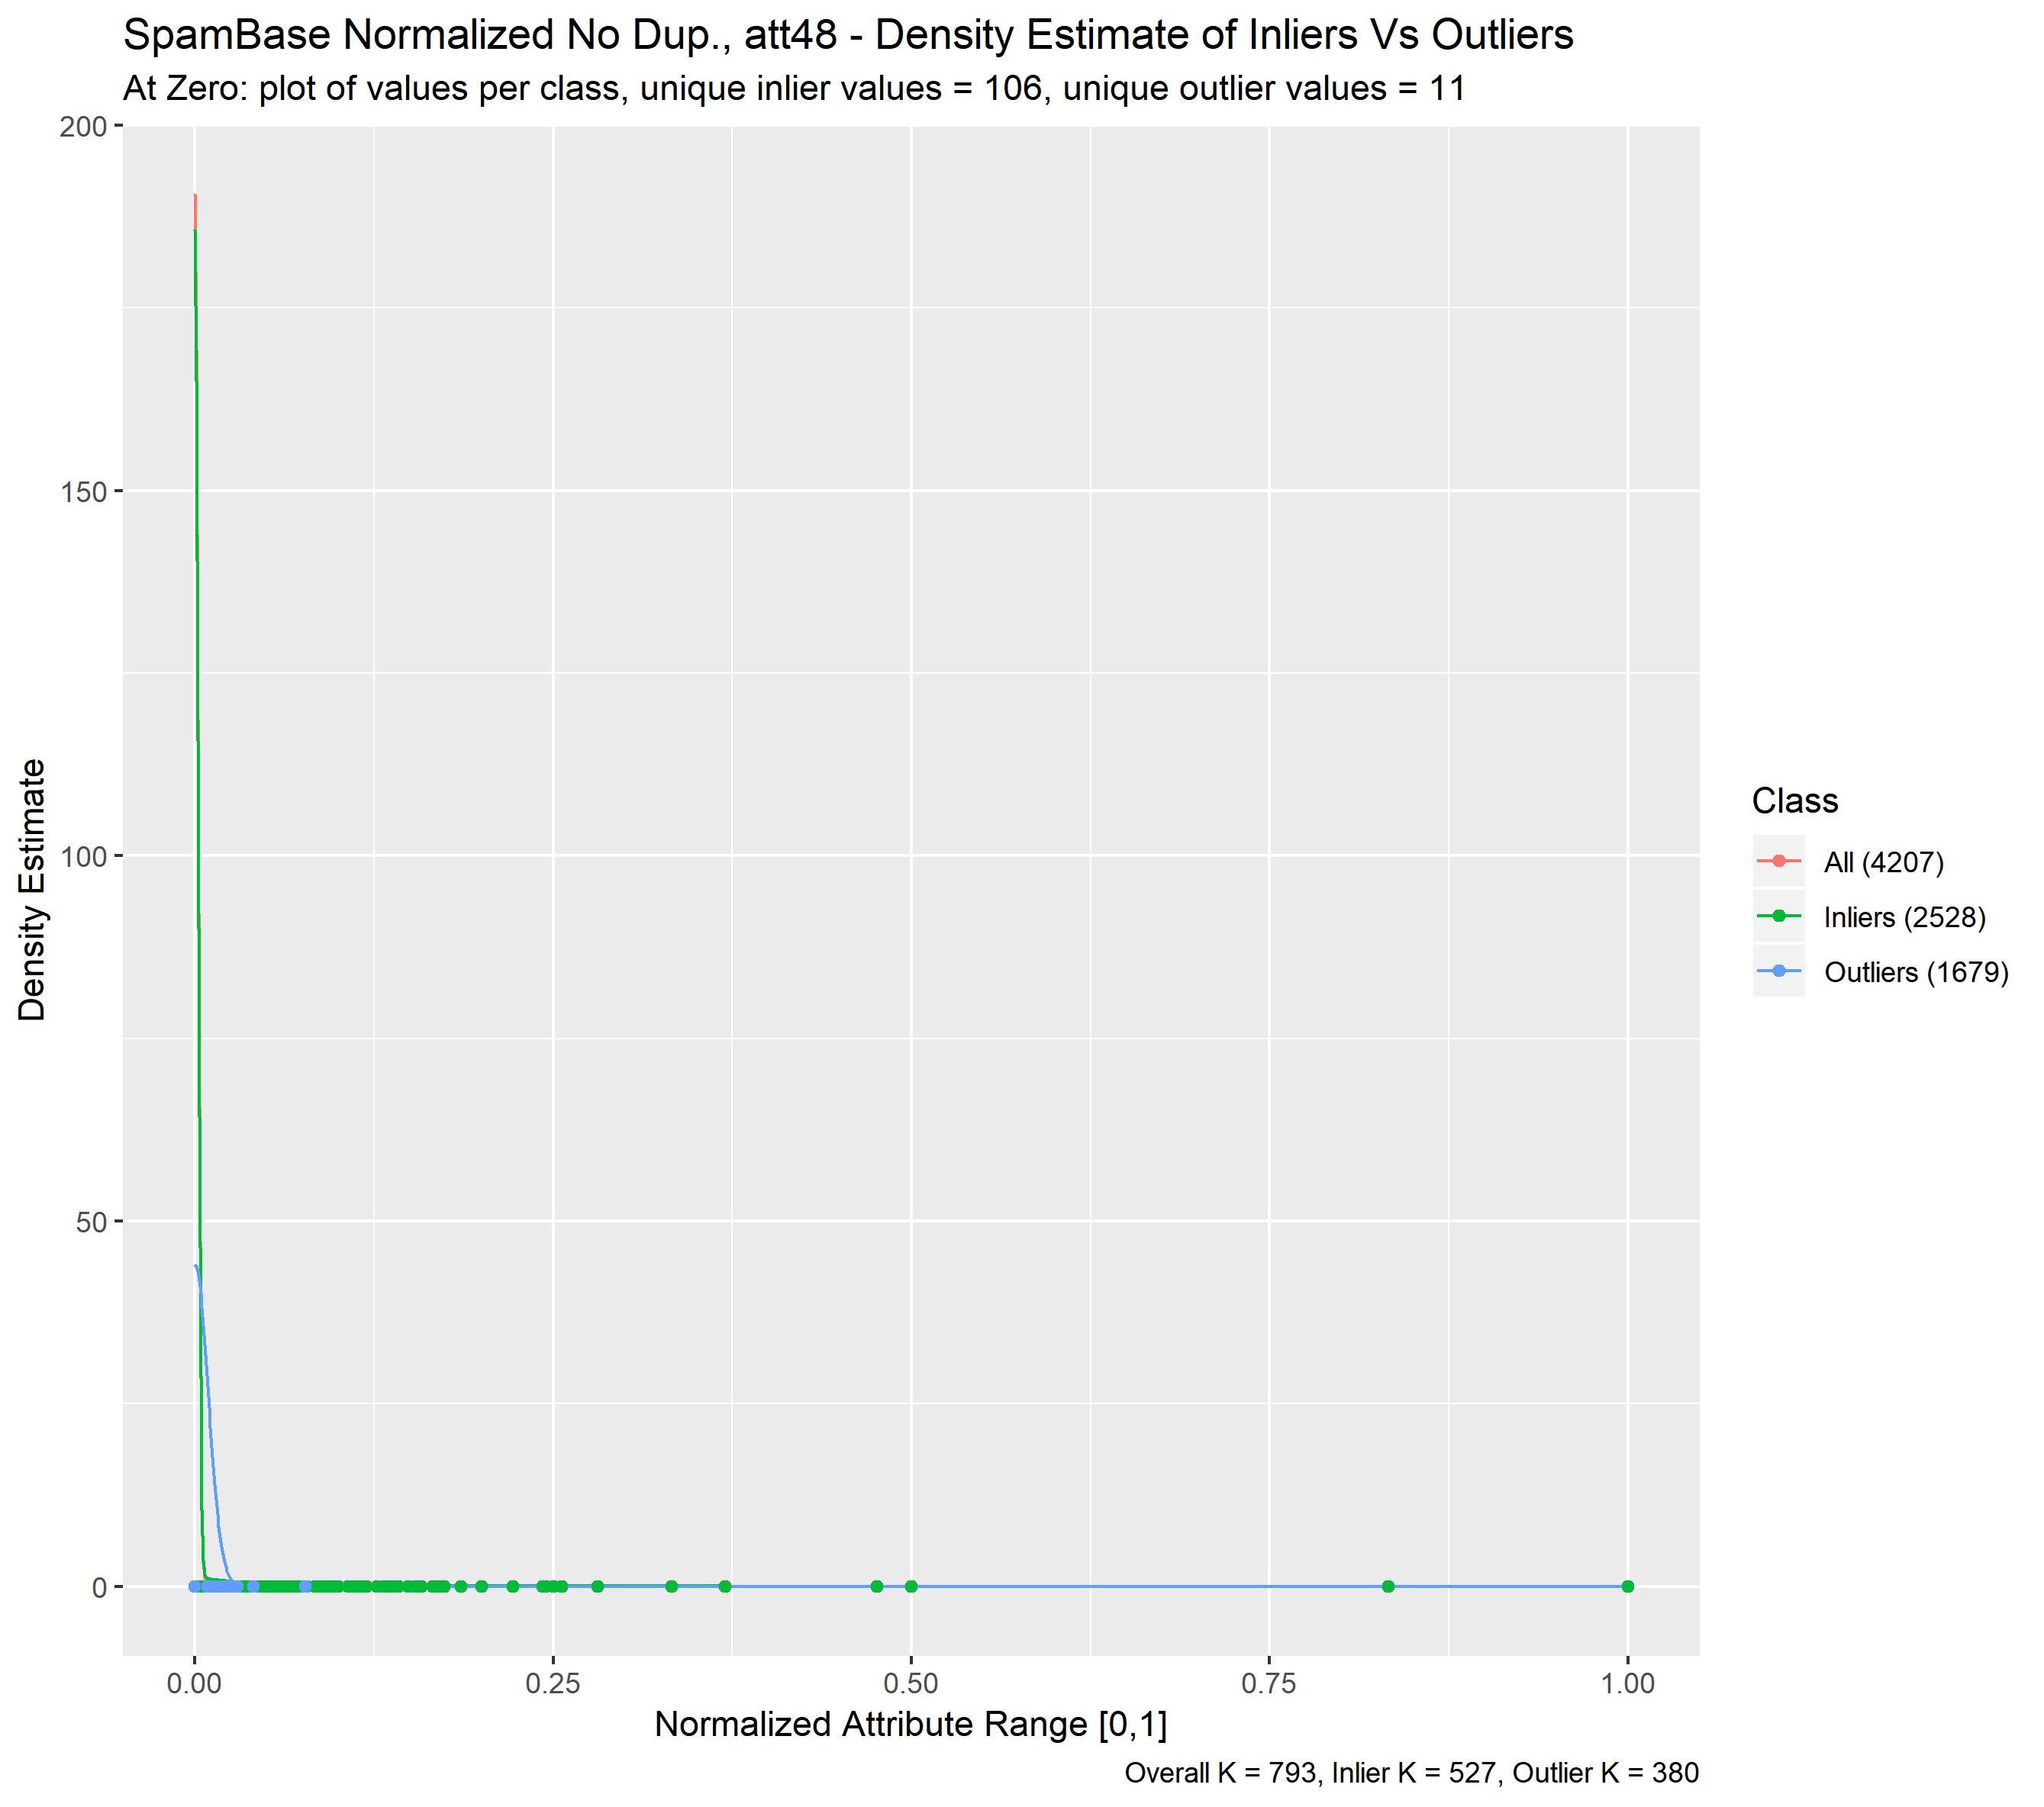 SpamBase Normalized No Dup., att48 - Density Estimate of Inliers Vs Outliers
At Zero: plot of values per class, unique inlier values = 106, unique outlier values = 11
200
150
100
50
0
Density Estimate
0.00
0.25
0.50
0.75
1.00
Normalized Attribute Range [0,1]
Overall K = 793, Inlier K = 527, Outlier K = 380
Class
All (4207)
Inliers (2528)
Outliers (1679)